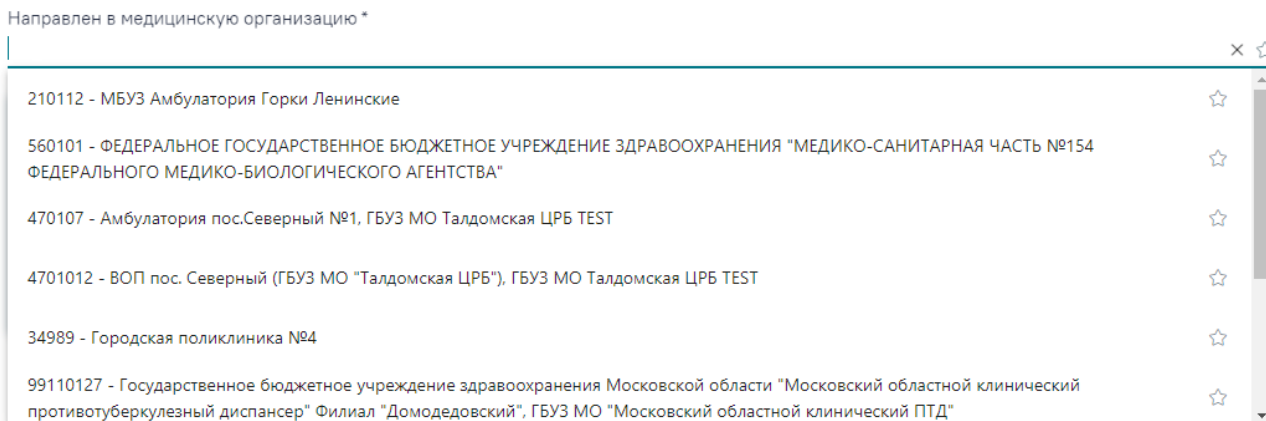 Направлен в медицинскую организацию *
210112 - МБУЗ Амбулатория Горки Ленинские
560101 - ФЕДЕРАЛЬНОЕ ГОСУДАРСТВЕННОЕ БЮДЖЕТНОЕ УЧРЕЖДЕНИЕ ЗДРАВООХРАНЕНИЯ "МЕДИКО-САНИТАРНАЯ ЧАСТЬ №154
ФЕДЕРАЛЬНОГО МЕДИКО-БИОЛОГИЧЕСКОГО АГЕНТСТВА"
470107 - Амбулатория пос.Северный №1, ГБУЗ МО Талдомская ЦРБ TEST
4701012 - ВОП пос. Северный (ГБУЗ МО "Талдомская ЦРБ"), ГБУЗ МО Талдомская ЦРБ TEST
34989 - Городская поликлиника №4
99110127 - Государственное бюджетное учреждение здравоохранения Московской области "Московский областной клинический
противотуберкулезный диспансер" Филиал "Домодедовский", ГБУЗ МО "Московский областной клинический ПТД"